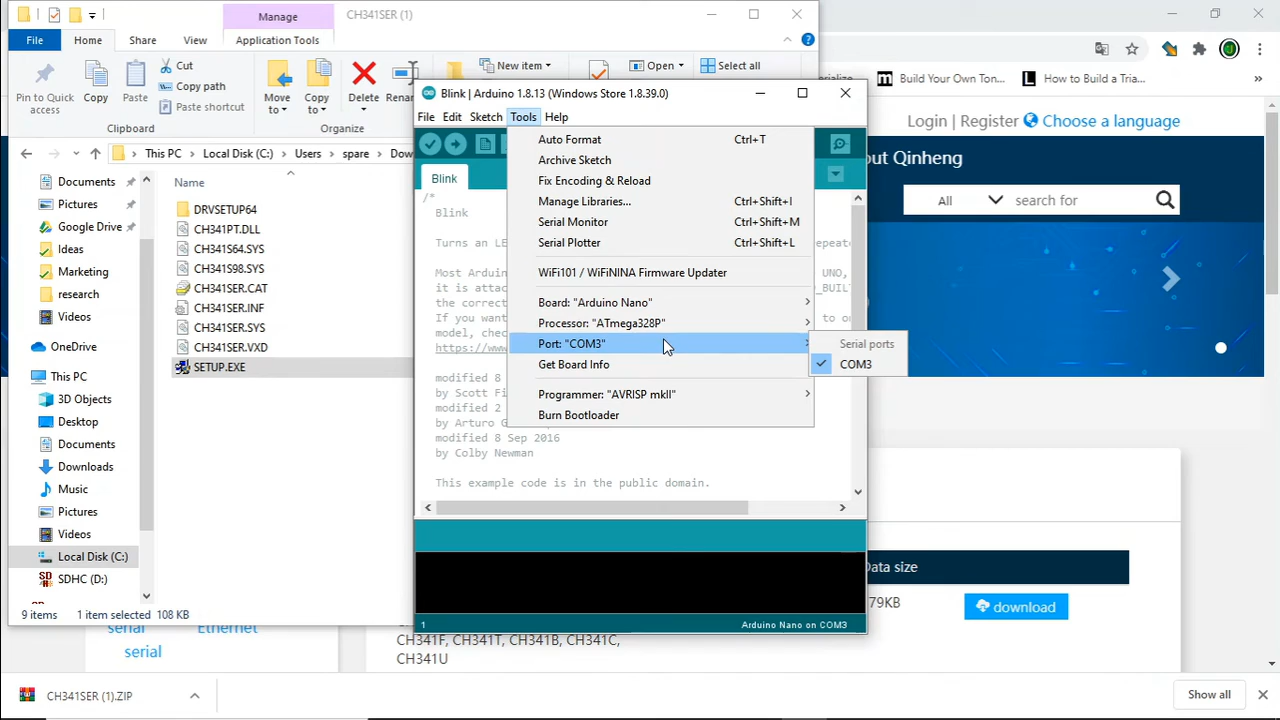 Manage
CH341SER (1)
File
Home
Share
View
Application Tools
Pin to Quick access
Copy
Paste
Cut
Copy path
Paste shortcut
Clipboard
Move to
Copy to
Delete
Organize
New item
Open
Select all
This PC
Local Disk (C:)
Users
spare
Documents
Pictures
Google Drive
Ideas
Marketing
research
Videos
OneDrive
This PC
3D Objects
Desktop
Documents
Downloads
Music
Pictures
Videos
Local Disk (C:)
SDHC (D:)
Name
DRVSETUP64
CH341PT.DLL
CH341S64.SYS
CH341S98.SYS
CH341SER.CAT
CH341SER.INF
CH341SER.SYS
CH341SER.VXD
SETUP.EXE
9 items 1 item selected 108 KB
Blink | Arduino 1.8.13 (Windows Store 1.8.39.0)
File Edit Sketch Tools Help
Blink
/*
Blink
Turns an LE
Most Arduin
it is attac
the correct
If you want
model, chec
https://www
modified 8
by Scott Fi
modified 2
by Arturo G
modified 8 Sep 2016
by Colby Newman
This example code is in the public domain.
Auto Format Ctrl+T
Archive Sketch
Fix Encoding & Reload
Manage Libraries... Ctrl+Shift+I
Serial Monitor Ctrl+Shift+M
Serial Plotter Ctrl+Shift+L
WiFi101 / WiFiNINA Firmware Updater
Board: "Arduino Nano"
Processor: "ATmega328P"
Port: "COM3"
Get Board Info
Programmer: "AVRISP mkII"
Burn Bootloader
Serial ports
COM3
1
Arduino Nano on COM3
Build Your Own Ton...
How to Build a Tria...
Login | Register
Choose a language
out Qinheng
All
search for
Data size
79KB
download
CH341F, CH341T, CH341B, CH341C,
CH341U
serial
Ethernet
serial
CH341SER (1).ZIP
Show all